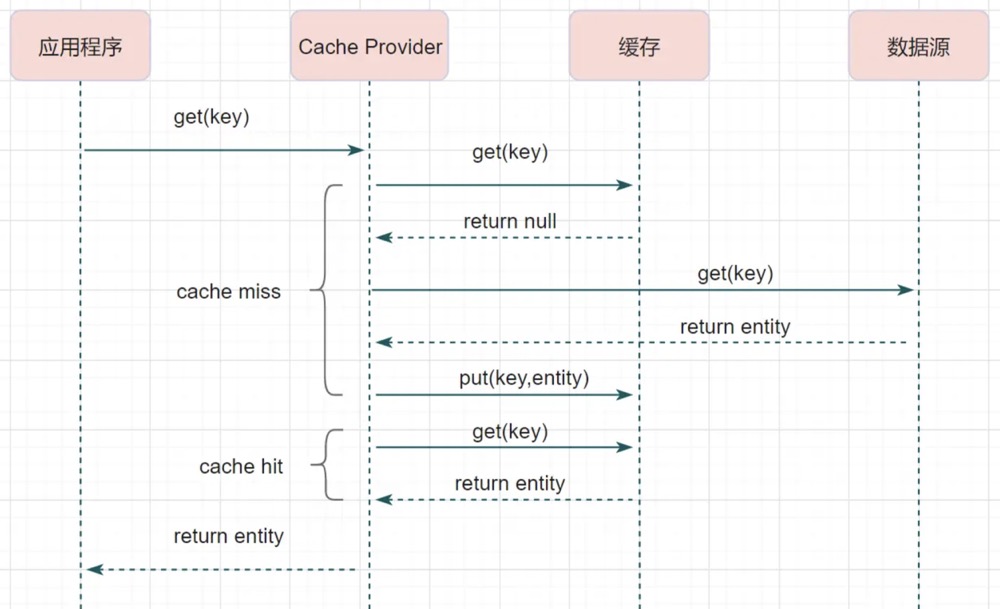 应用程序
Cache Provider
缓存
数据源
get(key)
get(key)
return null
get(key)
cache miss
return entity
put(key,entity)
get(key)
cache hit
return entity
return entity